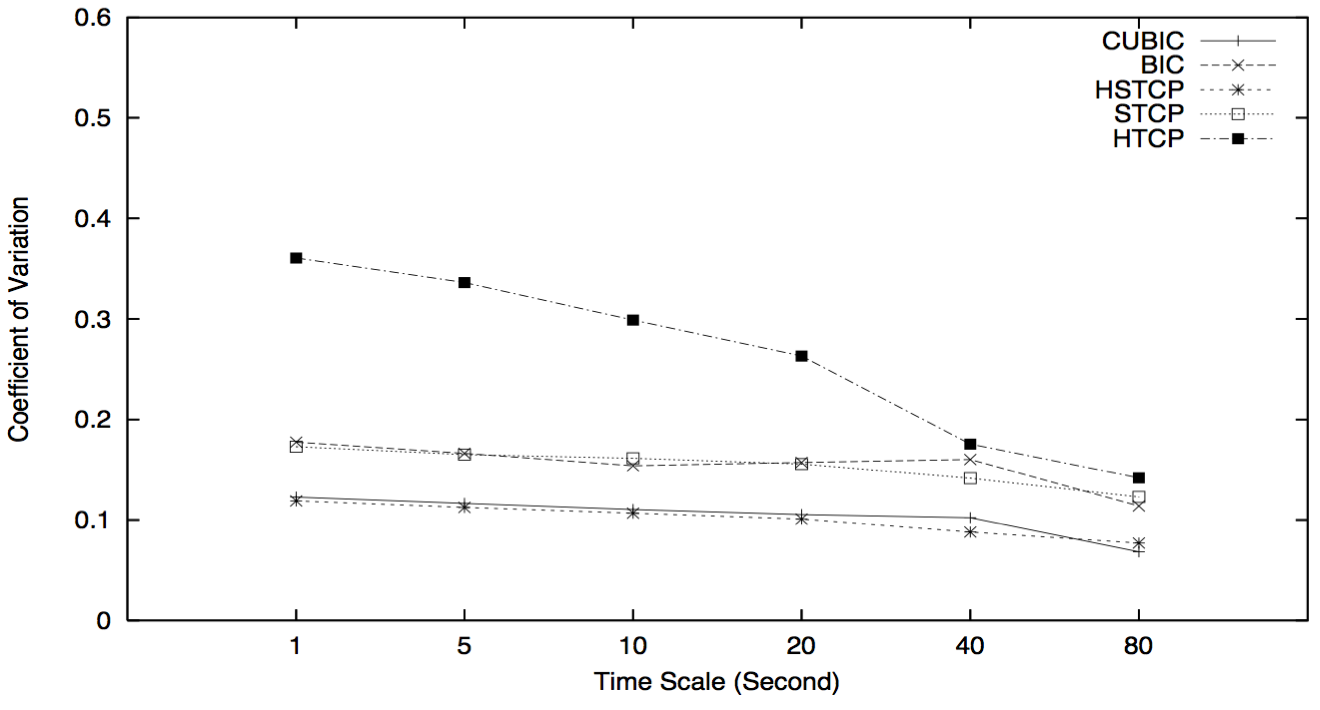 0.6
0.5
0.4
0.3
0.2
0.1
0
Coefficient of Variation
CUBIC
BIC
HSTCP
STCP
HTCP
1 5 10 20 40 80
Time Scale (Second)